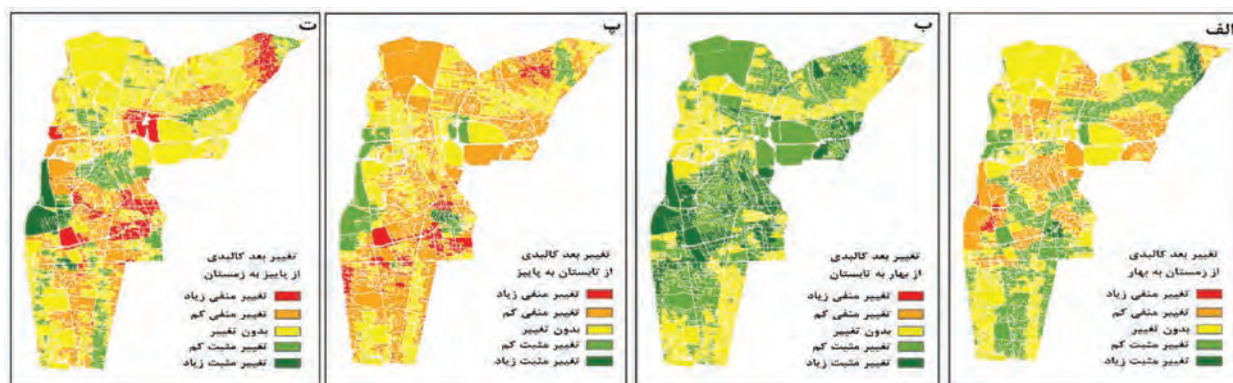 الف
تغییر بعد کالبدی
از زمستان به بهار
تغییر منفی زیاد
تغییر منفی کم
بدون تغییر
تغییر مثبت کم
تغییر مثبت زیاد
ب
تغییر بعد کالبدی
از بهار به تابستان
تغییر منفی زیاد
تغییر منفی کم
بدون تغییر
تغییر مثبت کم
تغییر مثبت زیاد
پ
تغییر بعد کالبدی
از تابستان به پاییز
تغییر منفی زیاد
تغییر منفی کم
بدون تغییر
تغییر مثبت کم
تغییر مثبت زیاد
ت
تغییر بعد کالبدی
از پاییز به زمستان
تغییر منفی زیاد
تغییر منفی کم
بدون تغییر
تغییر مثبت کم
تغییر مثبت زیاد